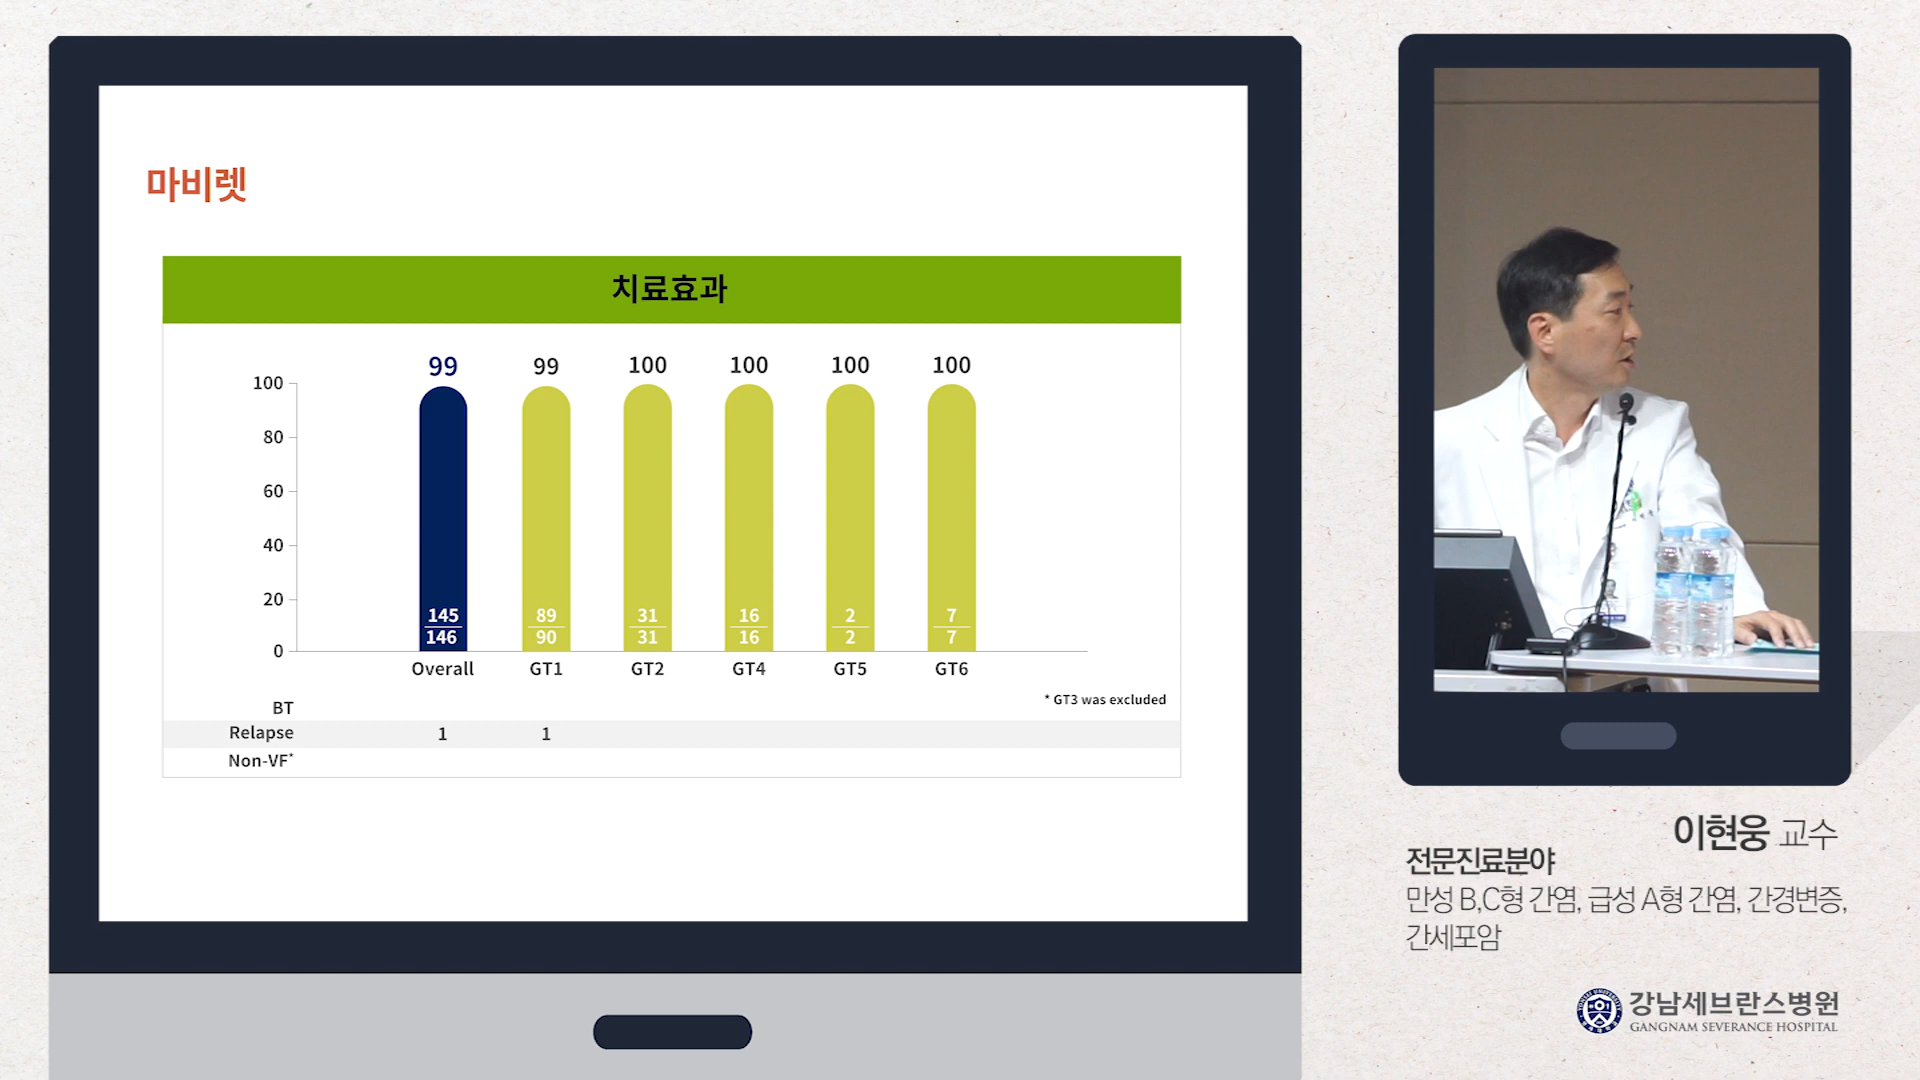 마비렛
치료효과
99 99 100 100 100 100
100
80
60
40
20
0
145 89 31 16 2 7
146 90 31 16 2 7
Overall GT1 GT2 GT4 GT5 GT6
* GT3 was excluded
BT
Relapse 1 1
Non-VF*
이현웅 교수
전문진료분야
만성 B,C형 간염, 급성 A형 간염, 간경변증,
간세포암
강남세브란스병원
GANGNAM SEVERANCE HOSPITAL